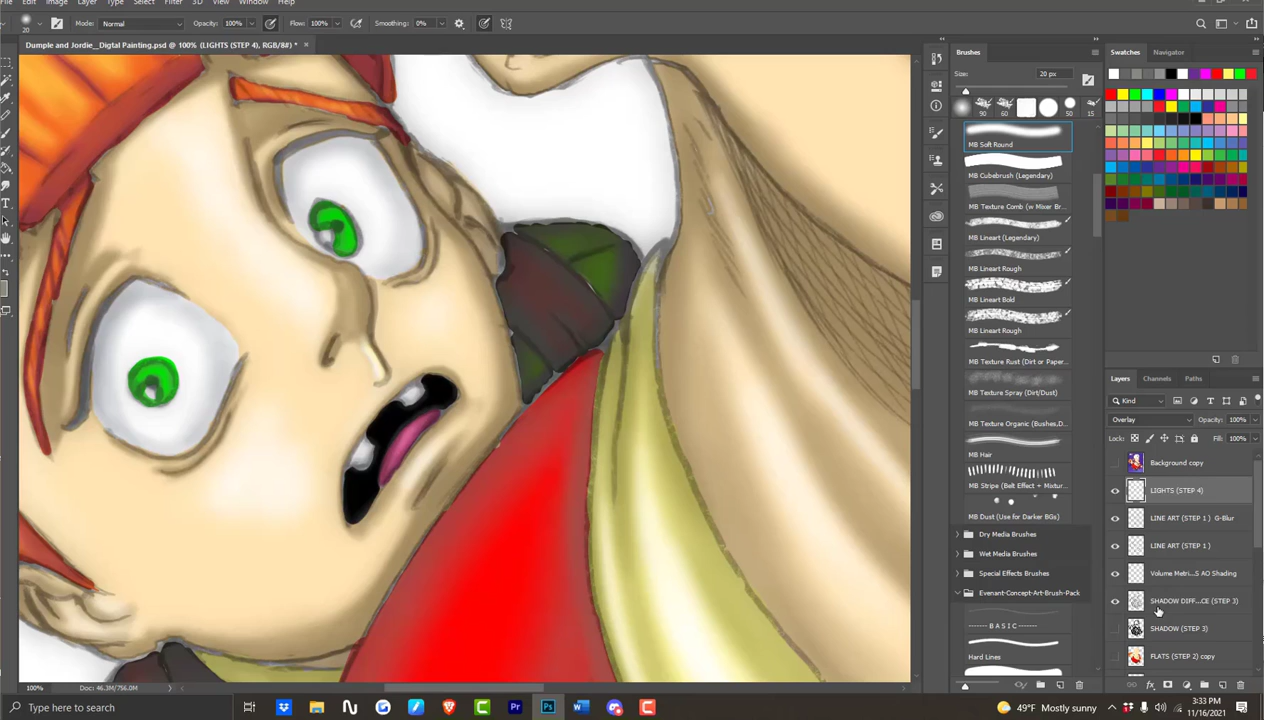 File Edit Image Layer Type Select Filter 3D View Window Help
20 Mode: Normal Opacity: 100% Flow: 100% Smoothing: 0%
Dumple and Jordie__Digtal Painting.psd @ 100% (LIGHTS (STEP 4), RGB/8#) * ×
Brushes
Size: 20 px
90 60 50 15
MB Soft Round
MB Cubebrush (Legendary)
MB Texture Comb (w Mixer Br...
MB Lineart (Legendary)
MB Lineart Rough
MB Lineart Bold
MB Lineart Rough
MB Texture Rust (Dirt or Paper...
MB Texture Spray (Dirt/Dust)
MB Texture Organic (Bushes,D...
MB Hair
MB Stripe (Belt Effect + Mixtur...
MB Dust (Use for Darker BGs)
Dry Media Brushes
Wet Media Brushes
Special Effects Brushes
Evenant-Concept-Art-Brush-Pack
------- B A S I C -------
Hard Lines
Swatches Navigator
Layers Channels Paths
Kind
Overlay Opacity: 100%
Lock: Fill: 100%
Background copy
LIGHTS (STEP 4)
LINE ART (STEP 1 ) G-Blur
LINE ART (STEP 1 )
Volume Metri...S AO Shading
SHADOW DIFF...CE (STEP 3)
SHADOW (STEP 3)
FLATS (STEP 2) copy
100% Doc: 46.3M/756.0M
Type here to search
Pr
Ps
W
49°F Mostly sunny
3:33 PM
11/16/2021